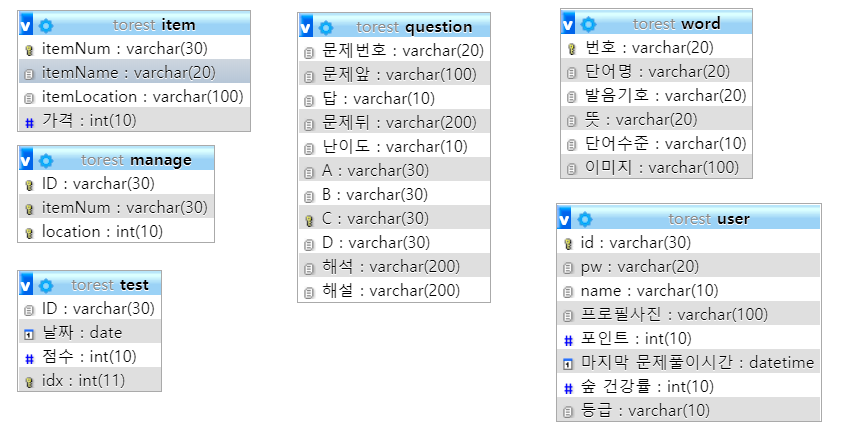 torest item
itemNum : varchar(30)
itemName : varchar(20)
itemLocation : varchar(100)
가격 : int(10)
torest manage
ID : varchar(30)
itemNum : varchar(30)
location : int(10)
torest test
ID : varchar(30)
날짜 : date
점수 : int(10)
idx : int(11)
torest question
문제번호 : varchar(20)
문제앞 : varchar(100)
답 : varchar(10)
문제뒤 : varchar(200)
난이도 : varchar(10)
A : varchar(30)
B : varchar(30)
C : varchar(30)
D : varchar(30)
해석 : varchar(200)
해설 : varchar(200)
torest word
번호 : varchar(20)
단어명 : varchar(20)
발음기호 : varchar(20)
뜻 : varchar(20)
단어수준 : varchar(10)
이미지 : varchar(100)
torest user
id : varchar(30)
pw : varchar(20)
name : varchar(10)
프로필사진 : varchar(100)
포인트 : int(10)
마지막 문제풀이시간 : datetime
숲 건강률 : int(10)
등급 : varchar(10)